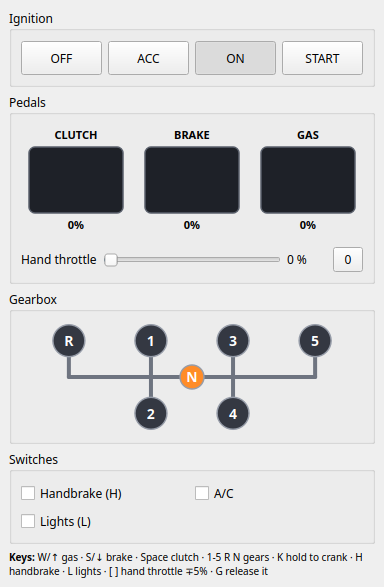 Ignition
OFF ACC ON START
Pedals
CLUTCH BRAKE GAS
0% 0% 0%
Hand throttle 0 % 0
Gearbox
R 1 3 5
N
2 4
Switches
Handbrake (H) A/C
Lights (L)
Keys: W/↑ gas · S/↓ brake · Space clutch · 1-5 R N gears · K hold to crank · H
handbrake · L lights · [ ] hand throttle ∓5% · G release it